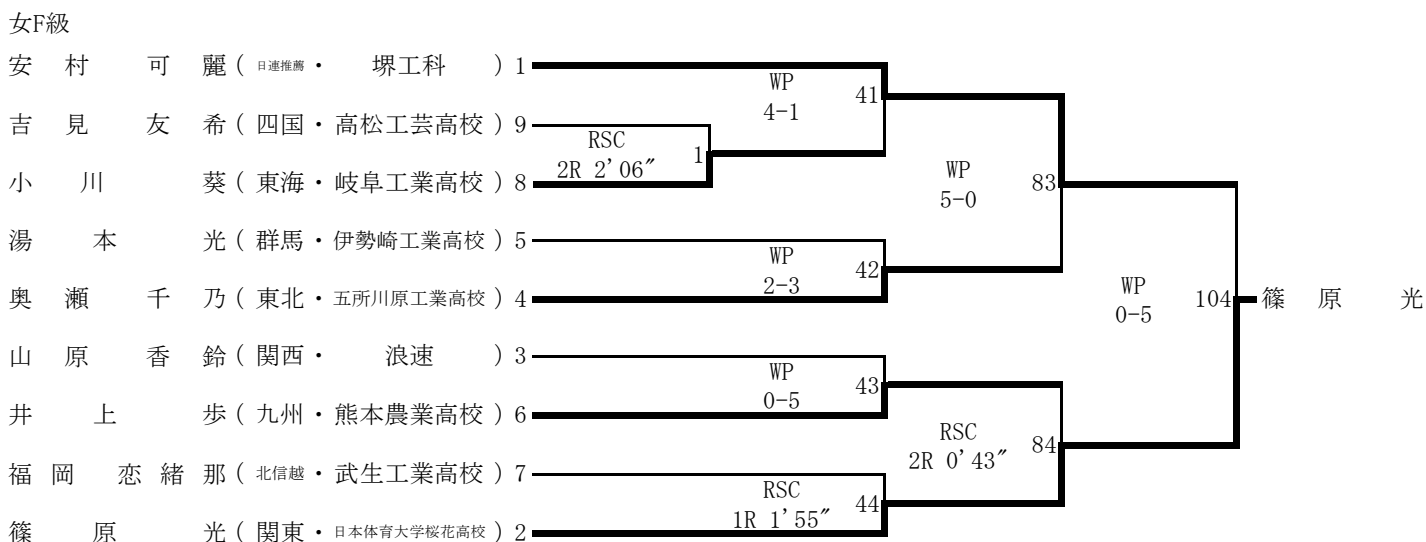 女F級
安村 可麗 ( 日連推薦 ・ 堺工科 ) 1
WP
4-1
41
吉見 友希 ( 四国 ・ 高松工芸高校 ) 9
RSC
2R 2'06″
1
小川 葵 ( 東海 ・ 岐阜工業高校 ) 8
WP
5-0
83
湯本 光 ( 群馬 ・ 伊勢崎工業高校 ) 5
WP
2-3
42
奥瀬 千乃 ( 東北 ・ 五所川原工業高校 ) 4
WP
0-5
104
篠原 光
山原 香鈴 ( 関西 ・ 浪速 ) 3
WP
0-5
43
井上 歩 ( 九州 ・ 熊本農業高校 ) 6
RSC
2R 0'43″
84
福岡 恋緒那 ( 北信越 ・ 武生工業高校 ) 7
RSC
1R 1'55″
44
篠原 光 ( 関東 ・ 日本体育大学桜花高校 ) 2